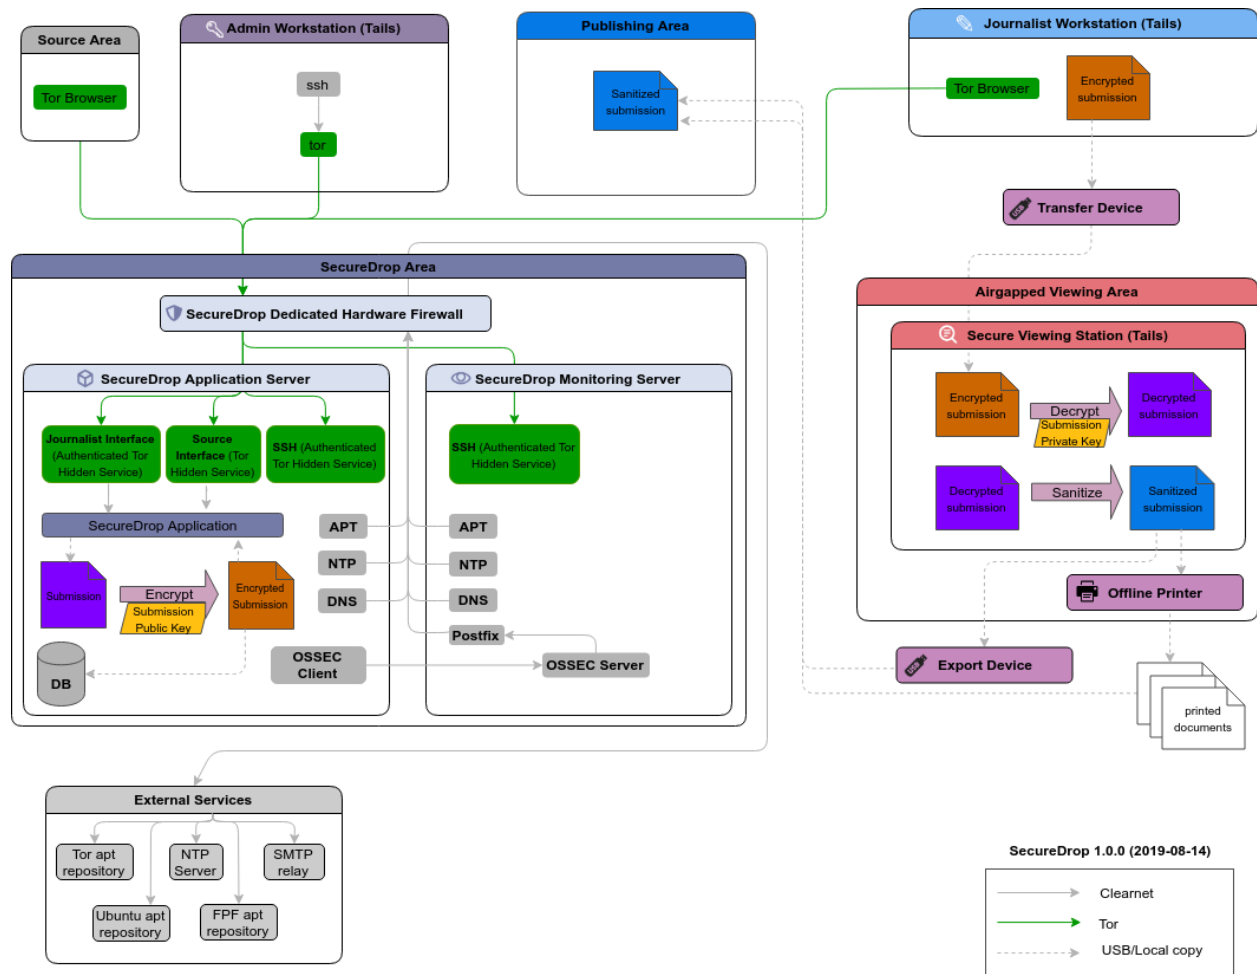 Source Area
Tor Browser
Admin Workstation (Tails)
ssh
tor
Publishing Area
Sanitized
submission
Journalist Workstation (Tails)
Tor Browser
Encrypted
submission
USB
Transfer Device
SecureDrop Area
SecureDrop Dedicated Hardware Firewall
SecureDrop Application Server
Journalist Interface
(Authenticated Tor
Hidden Service)
Source
Interface (Tor
Hidden Service)
SSH (Authenticated
Tor Hidden Service)
SecureDrop Application
Submission
Encrypt
Submission
Public Key
Encrypted
Submission
DB
APT
NTP
DNS
OSSEC
Client
SecureDrop Monitoring Server
SSH (Authenticated Tor
Hidden Service)
APT
NTP
DNS
Postfix
OSSEC Server
Airgapped Viewing Area
Secure Viewing Station (Tails)
Encrypted
submission
Decrypt
Submission
Private Key
Decrypted
submission
Decrypted
submission
Sanitize
Sanitized
submission
Offline Printer
USB
Export Device
printed
documents
External Services
Tor apt
repository
NTP
Server
SMTP
relay
Ubuntu apt
repository
FPF apt
repository
SecureDrop 1.0.0 (2019-08-14)
Clearnet
Tor
USB/Local copy